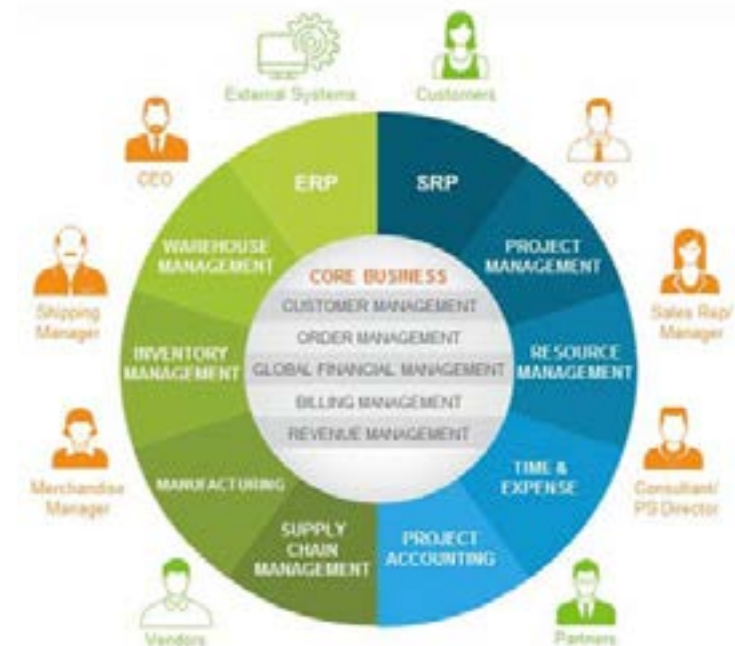 External Systems
Customers
CEO
CFO
ERP
SRP
WAREHOUSE
MANAGEMENT
PROJECT
MANAGEMENT
Shipping
Manager
Sales Rep/
Manager
CORE BUSINESS
CUSTOMER MANAGEMENT
ORDER MANAGEMENT
GLOBAL FINANCIAL MANAGEMENT
BILLING MANAGEMENT
REVENUE MANAGEMENT
INVENTORY
MANAGEMENT
RESOURCE
MANAGEMENT
Merchandise
Manager
Consultant/
PS Director
MANUFACTURING
TIME &
EXPENSE
SUPPLY
CHAIN
MANAGEMENT
PROJECT
ACCOUNTING
Vendors
Partners